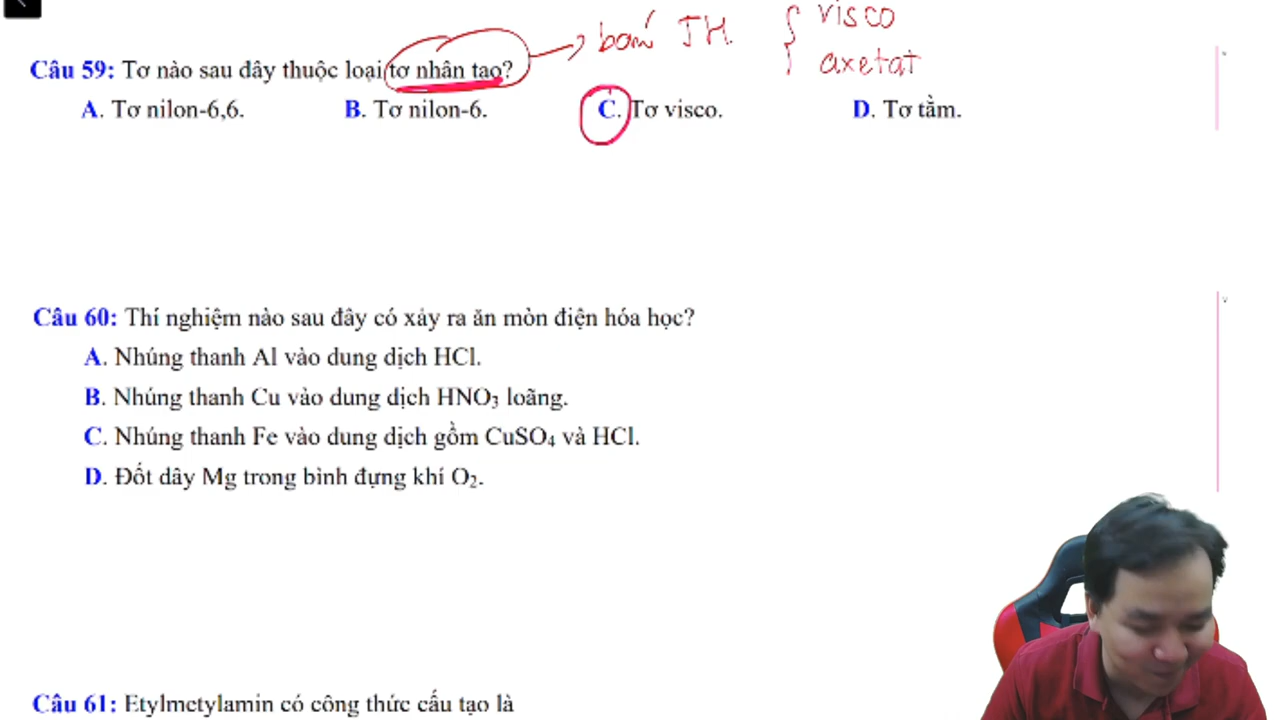 bán TH. { visco
axetat
Câu 59: Tơ nào sau đây thuộc loại tơ nhân tạo?
A. Tơ nilon-6,6. B. Tơ nilon-6. C. Tơ visco. D. Tơ tằm.
Câu 60: Thí nghiệm nào sau đây có xảy ra ăn mòn điện hóa học?
A. Nhúng thanh Al vào dung dịch HCl.
B. Nhúng thanh Cu vào dung dịch HNO₃ loãng.
C. Nhúng thanh Fe vào dung dịch gồm CuSO₄ và HCl.
D. Đốt dây Mg trong bình đựng khí O₂.
Câu 61: Etylmetylamin có công thức cấu tạo là